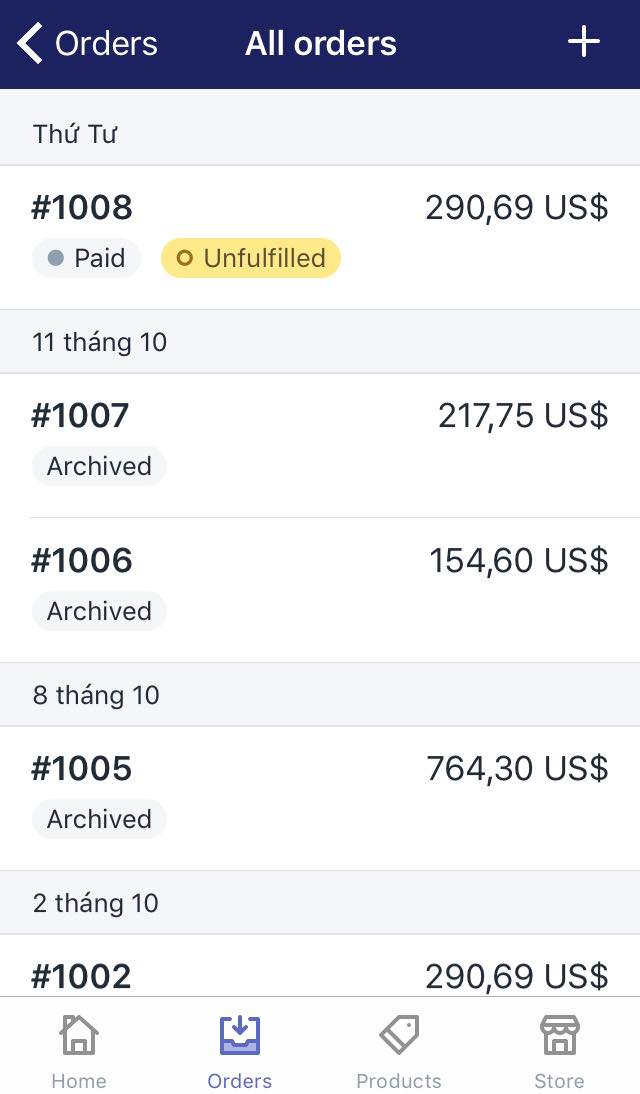 Orders All orders
Thứ Tư
#1008 290,69 US$
Paid Unfulfilled
11 tháng 10
#1007 217,75 US$
Archived
#1006 154,60 US$
Archived
8 tháng 10
#1005 764,30 US$
Archived
2 tháng 10
#1002 290,69 US$
Home Orders Products Store